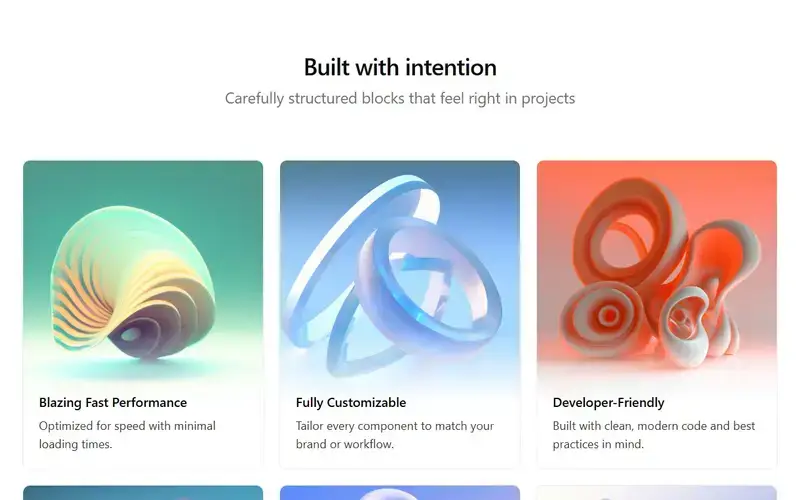 Built with intention
Carefully structured blocks that feel right in projects
Blazing Fast Performance
Optimized for speed with minimal
loading times.
Fully Customizable
Tailor every component to match your
brand or workflow.
Developer-Friendly
Built with clean, modern code and best
practices in mind.